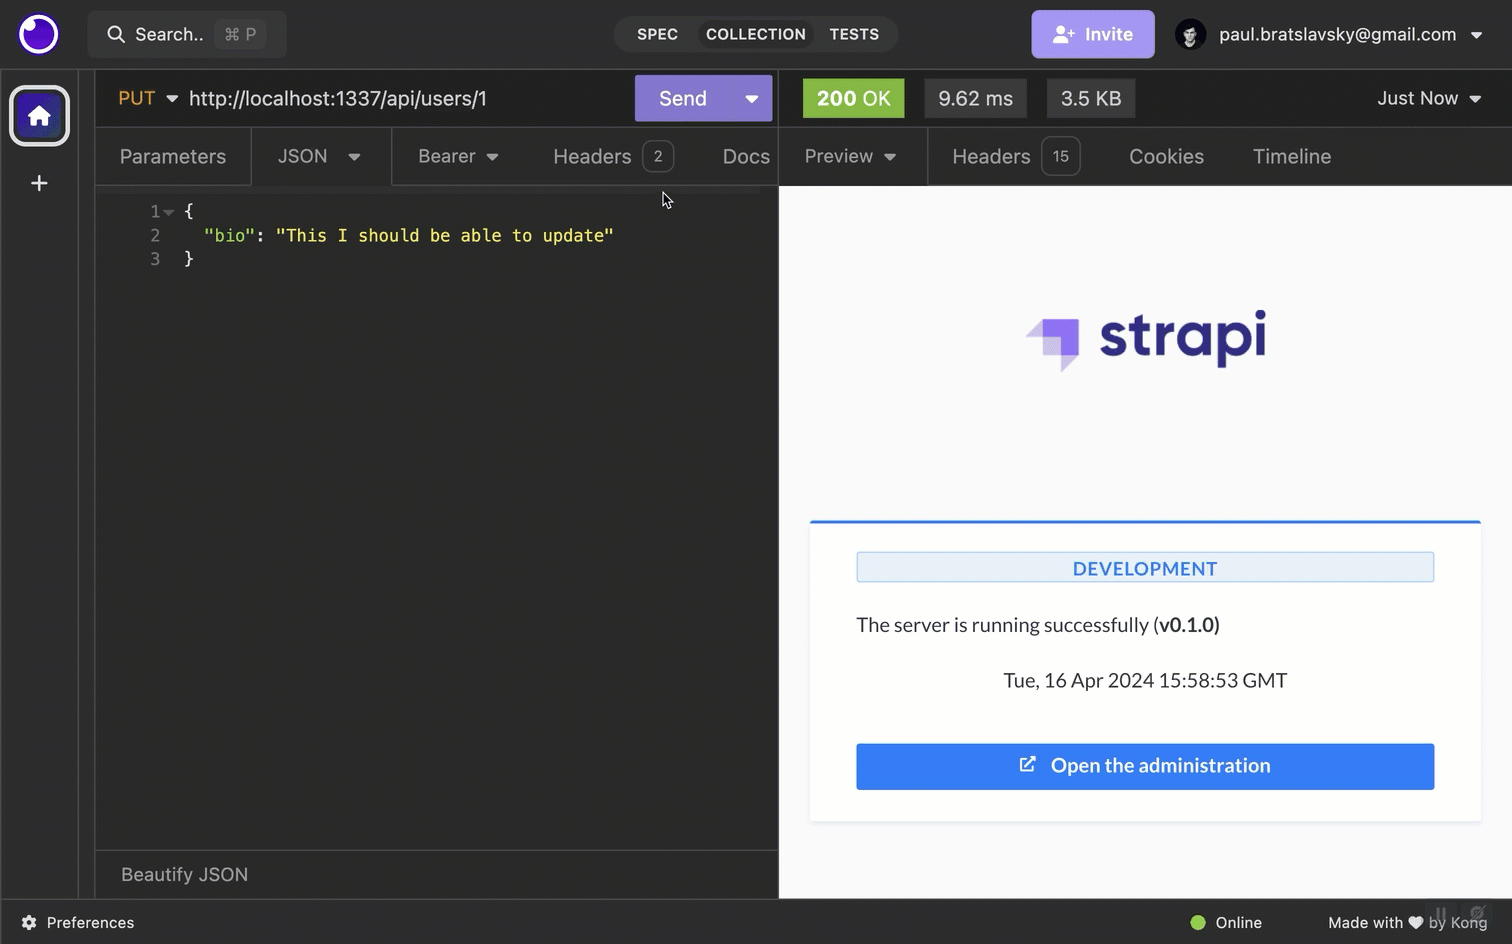 Search.. ⌘ P
SPEC COLLECTION TESTS
Invite
paul.bratslavsky@gmail.com
PUT http://localhost:1337/api/users/1
Send
200 OK 9.62 ms 3.5 KB
Just Now
Parameters JSON Bearer Headers 2 Docs
Preview Headers 15 Cookies Timeline
1 {
2 "bio": "This I should be able to update"
3 }
strapi
DEVELOPMENT
The server is running successfully (v0.1.0)
Tue, 16 Apr 2024 15:58:53 GMT
Open the administration
Beautify JSON
Preferences
Online
Made with ❤ by Kong